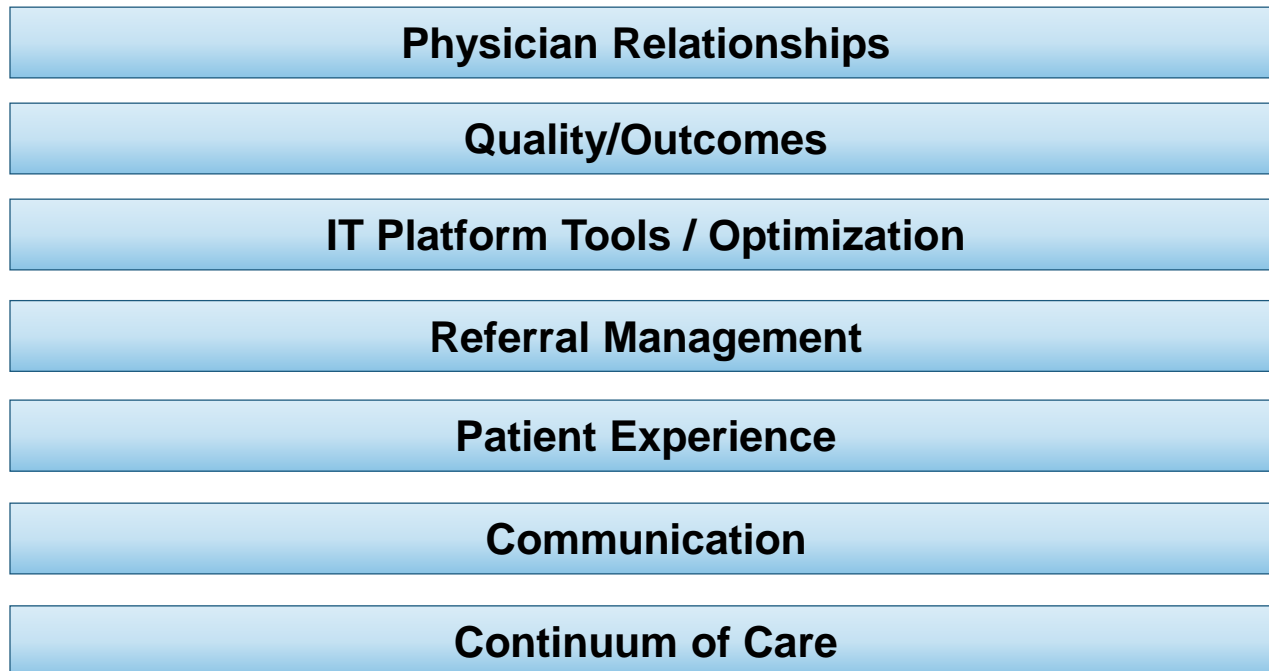 Physician Relationships
Quality/Outcomes
IT Platform Tools / Optimization
Referral Management
Patient Experience
Communication
Continuum of Care